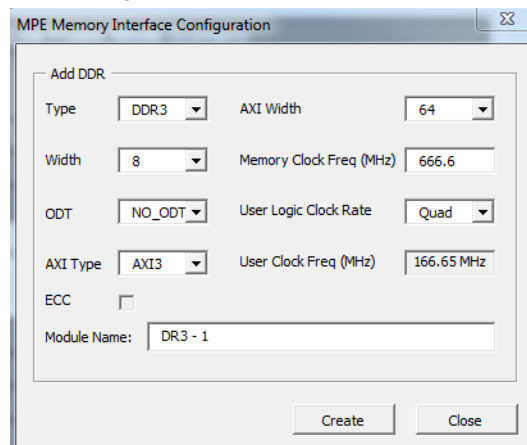 MPE Memory Interface Configuration
Add DDR
Type DDR3 AXI Width 64
Width 8 Memory Clock Freq (MHz) 666.6
ODT NO_ODT User Logic Clock Rate Quad
AXI Type AXI3 User Clock Freq (MHz) 166.65 MHz
ECC
Module Name: DR3 - 1
Create Close